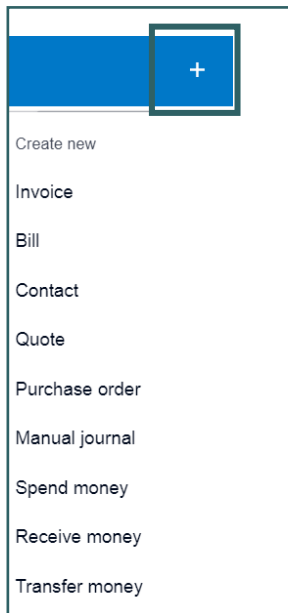 +
Create new
Invoice
Bill
Contact
Quote
Purchase order
Manual journal
Spend money
Receive money
Transfer money